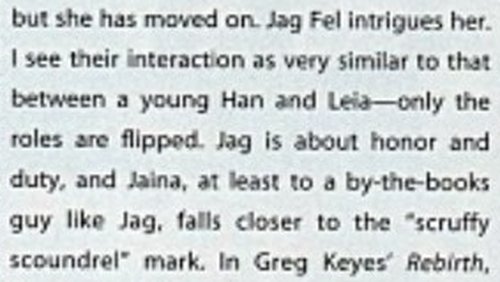 but she has moved on. Jag Fel intrigues her.
I see their interaction as very similar to that
between a young Han and Leia—only the
roles are flipped. Jag is about honor and
duty, and Jaina, at least to a by-the-books
guy like Jag, falls closer to the "scruffy
scoundrel" mark. In Greg Keyes' Rebirth,